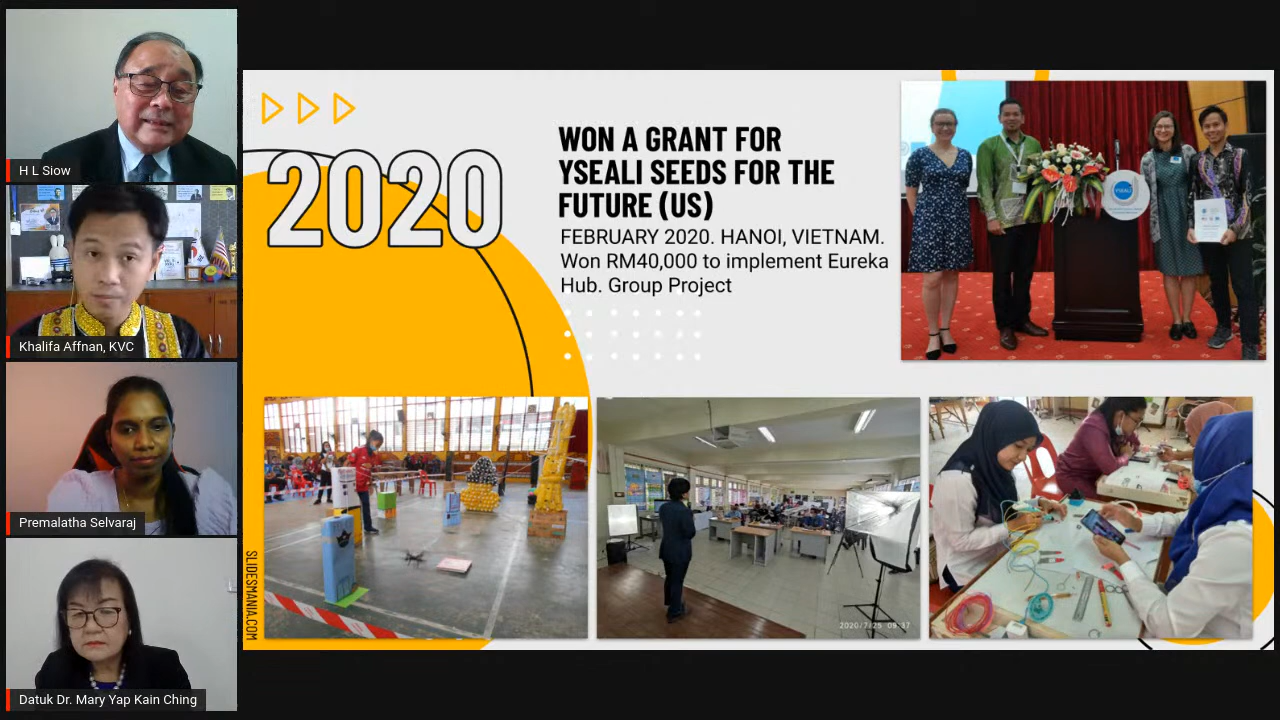 H L Siow
Khalifa Affnan, KVC
Premalatha Selvaraj
Datuk Dr. Mary Yap Kain Ching
2020
WON A GRANT FOR
YSEALI SEEDS FOR THE
FUTURE (US)
FEBRUARY 2020. HANOI, VIETNAM.
Won RM40,000 to implement Eureka
Hub. Group Project
SLIDESMANIA.COM
2020/7/25 09:37